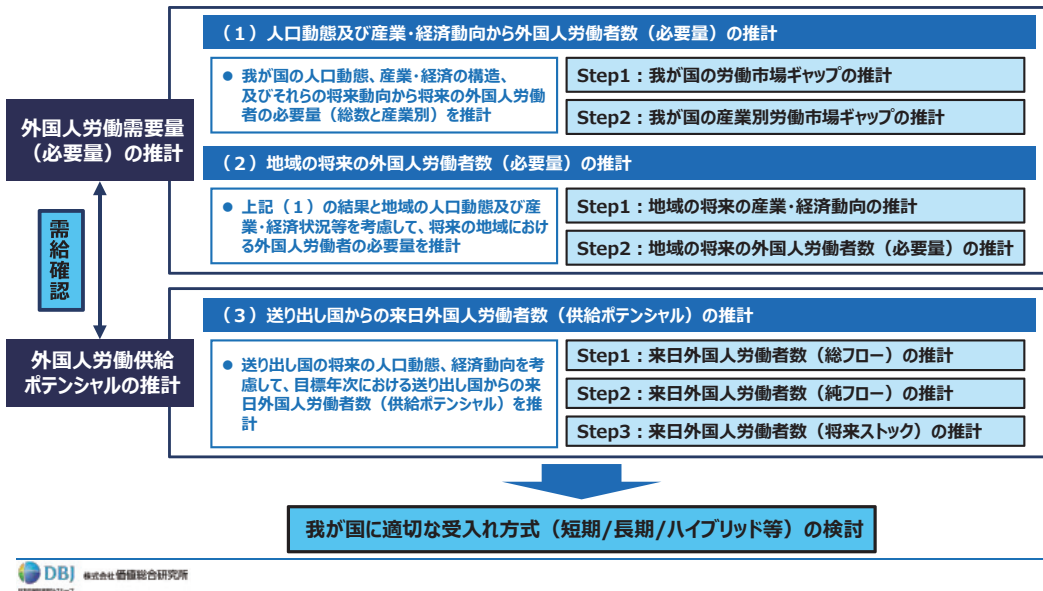 （１）人口動態及び産業・経済動向から外国人労働者数（必要量）の推計
● 我が国の人口動態、産業・経済の構造、
及びそれらの将来動向から将来の外国人労働
者の必要量（総数と産業別）を推計
Step1：我が国の労働市場ギャップの推計
Step2：我が国の産業別労働市場ギャップの推計
外国人労働需要量
（必要量）の推計
（２）地域の将来の外国人労働者数（必要量）の推計
● 上記（１）の結果と地域の人口動態及び産
業・経済状況等を考慮して、将来の地域におけ
る外国人労働者の必要量を推計
Step1：地域の将来の産業・経済動向の推計
Step2：地域の将来の外国人労働者数（必要量）の推計
需給確認
（３）送り出し国からの来日外国人労働者数（供給ポテンシャル）の推計
外国人労働供給
ポテンシャルの推計
● 送り出し国の将来の人口動態、経済動向を考
慮して、目標年次における送り出し国からの来
日外国人労働者数（供給ポテンシャル）を推
計
Step1：来日外国人労働者数（総フロー）の推計
Step2：来日外国人労働者数（純フロー）の推計
Step3：来日外国人労働者数（将来ストック）の推計
我が国に適切な受入れ方式（短期/長期/ハイブリッド等）の検討
DBJ 株式会社価値総合研究所